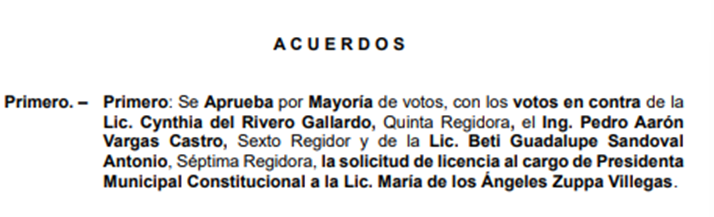 A C U E R D O S
Primero. – Primero: Se Aprueba por Mayoría de votos, con los votos en contra de la
Lic. Cynthia del Rivero Gallardo, Quinta Regidora, el Ing. Pedro Aarón
Vargas Castro, Sexto Regidor y de la Lic. Beti Guadalupe Sandoval
Antonio, Séptima Regidora, la solicitud de licencia al cargo de Presidenta
Municipal Constitucional a la Lic. María de los Ángeles Zuppa Villegas.